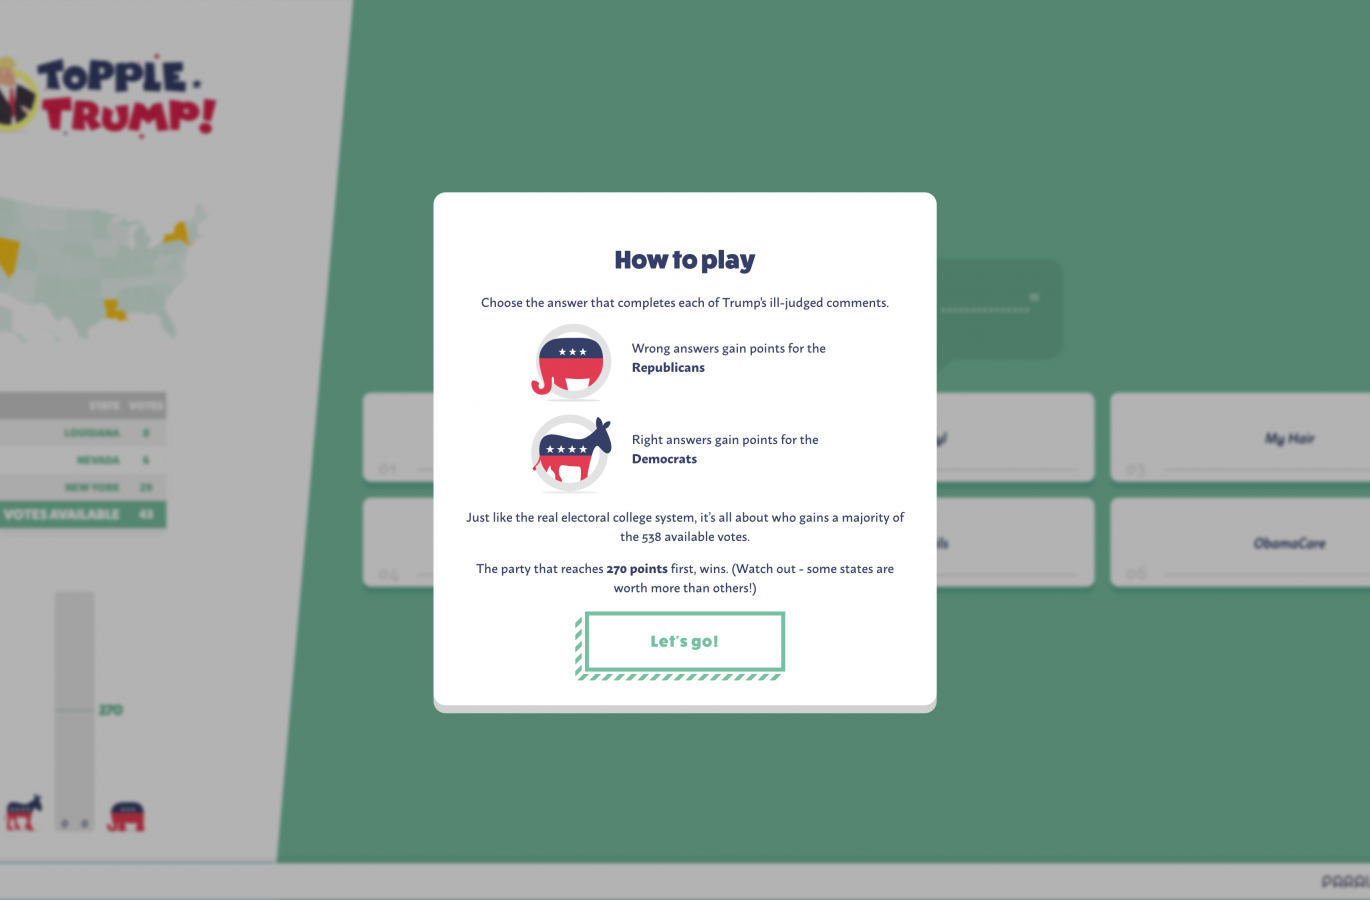 TOPPLE
TRUMP!
How to play
Choose the answer that completes each of Trump's ill-judged comments.
Wrong answers gain points for the
Republicans
Right answers gain points for the
Democrats
Just like the real electoral college system, it's all about who gains a majority of
the 538 available votes.
The party that reaches 270 points first, wins. (Watch out - some states are
worth more than others!)
Let's go!
STATE VOTES
LOUISIANA 8
NEVADA 6
NEW YORK 29
VOTES AVAILABLE 43
270
0 0
01
My Hair
03
04
ObamaCare
06